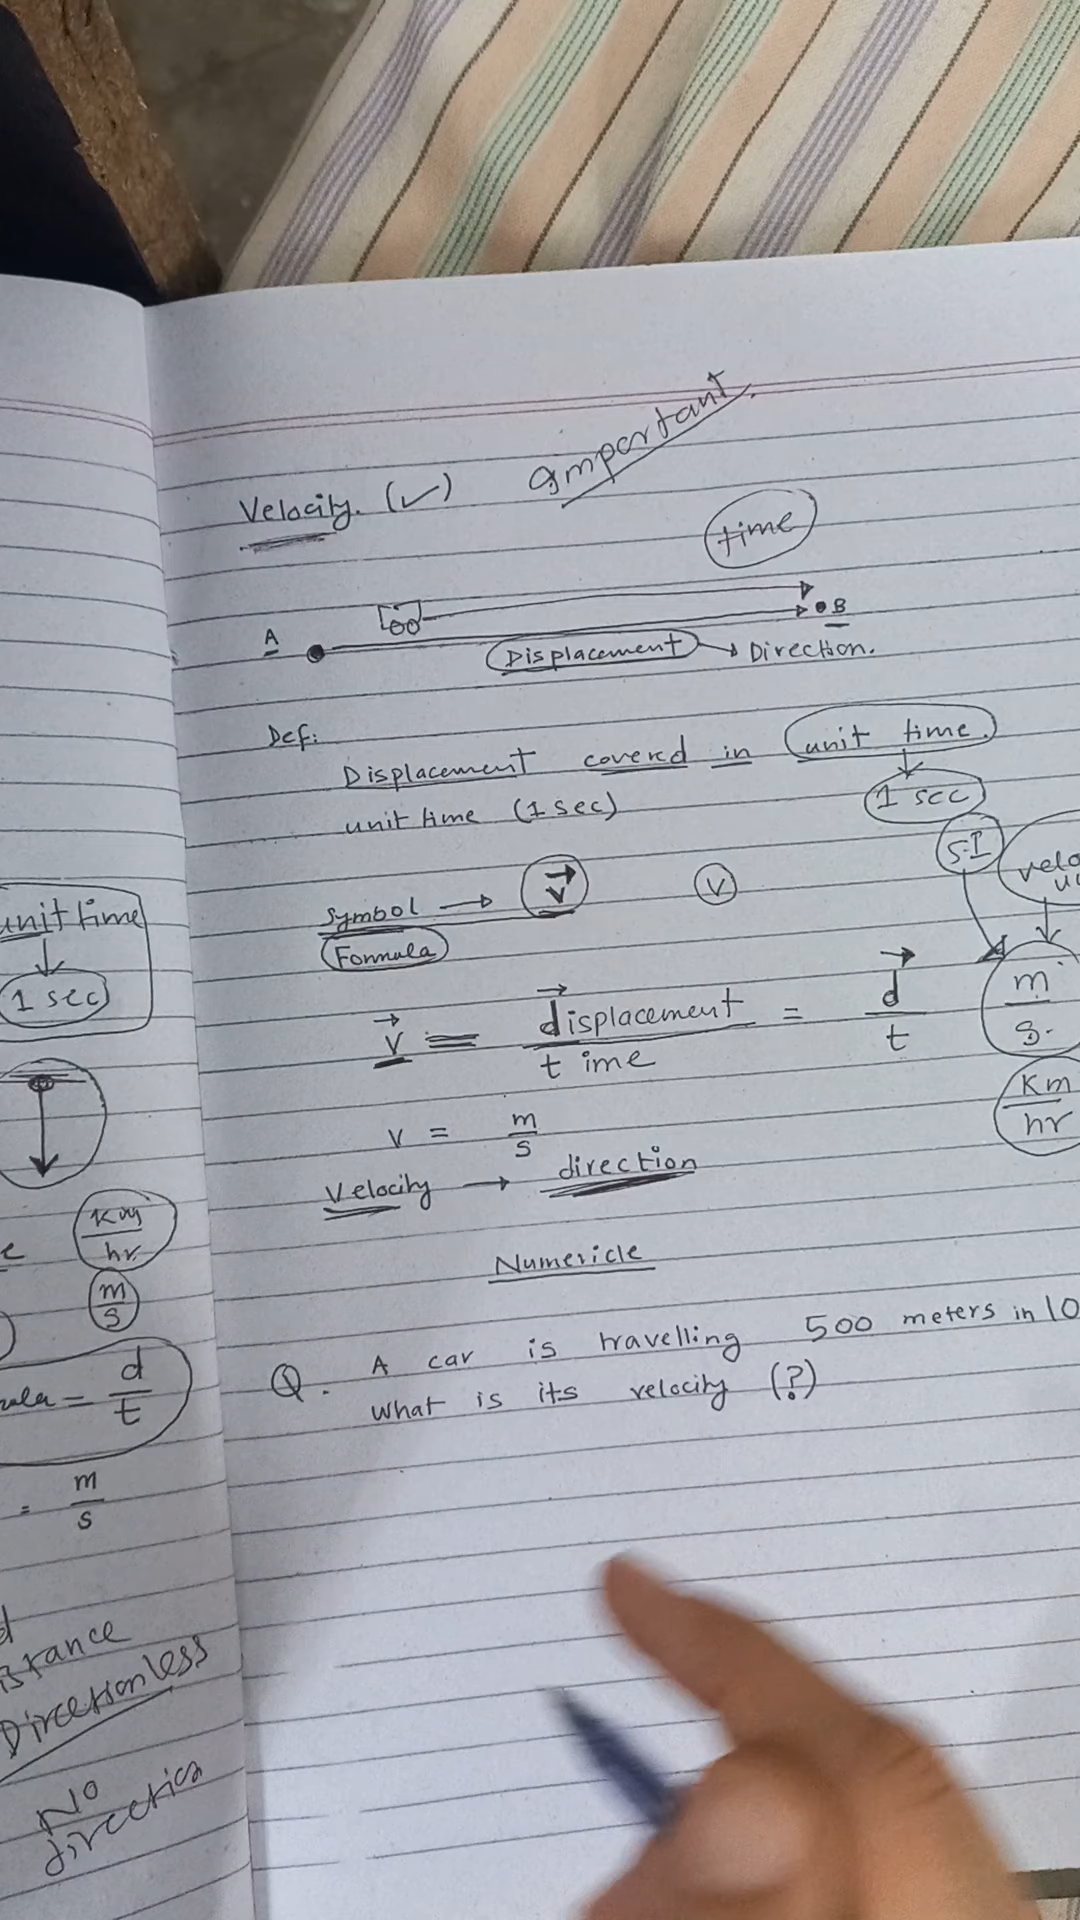 Velocity. (✓) Important.
time
A
B
Displacement → Direction.
Def:
Displacement coverd in unit time.
unit time (1 sec)
1 sec
S.I
symbol → v
v
Formula
v = displacement / time = d / t
m / s.
Km / hr
v = m / s
Velocity → direction
Numericle
Q. A car is travelling 500 meters in 10
what is its velocity (?)
unit time
1 sec
Km / hr
m / s
= d / t
= m / s
Directionless
No
direction